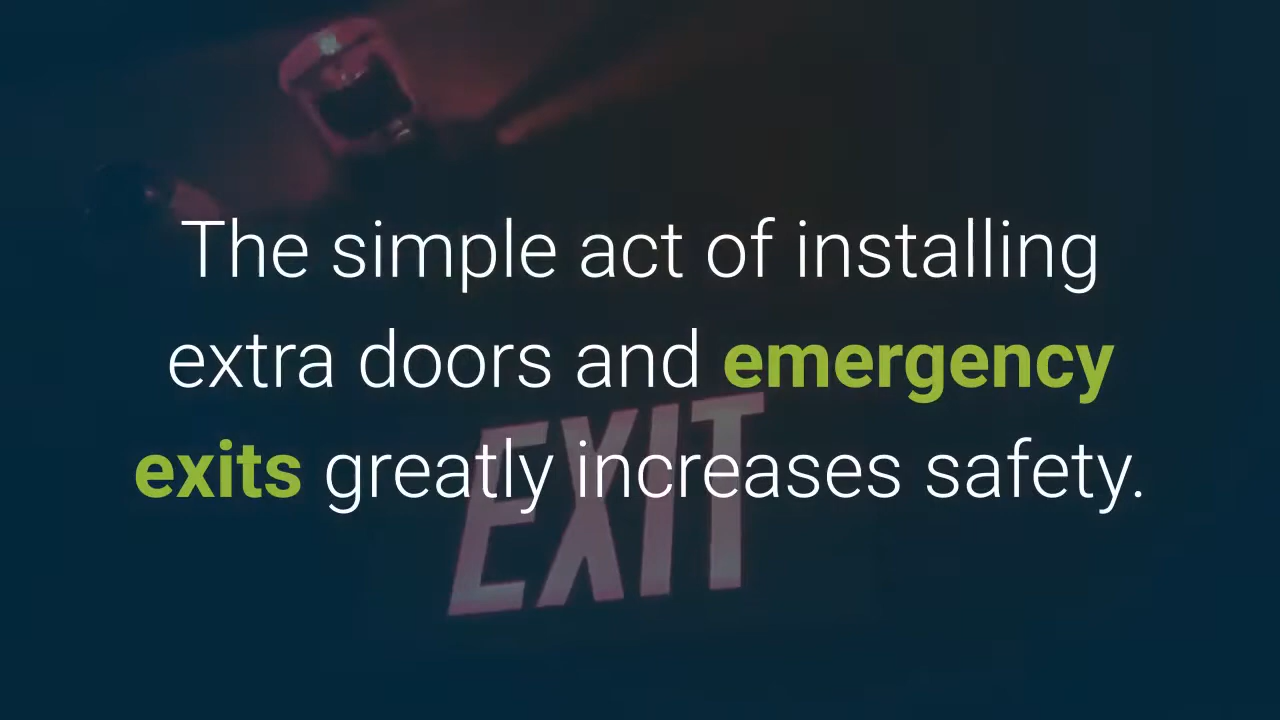 The simple act of installing
extra doors and emergency
exits greatly increases safety.
EXIT